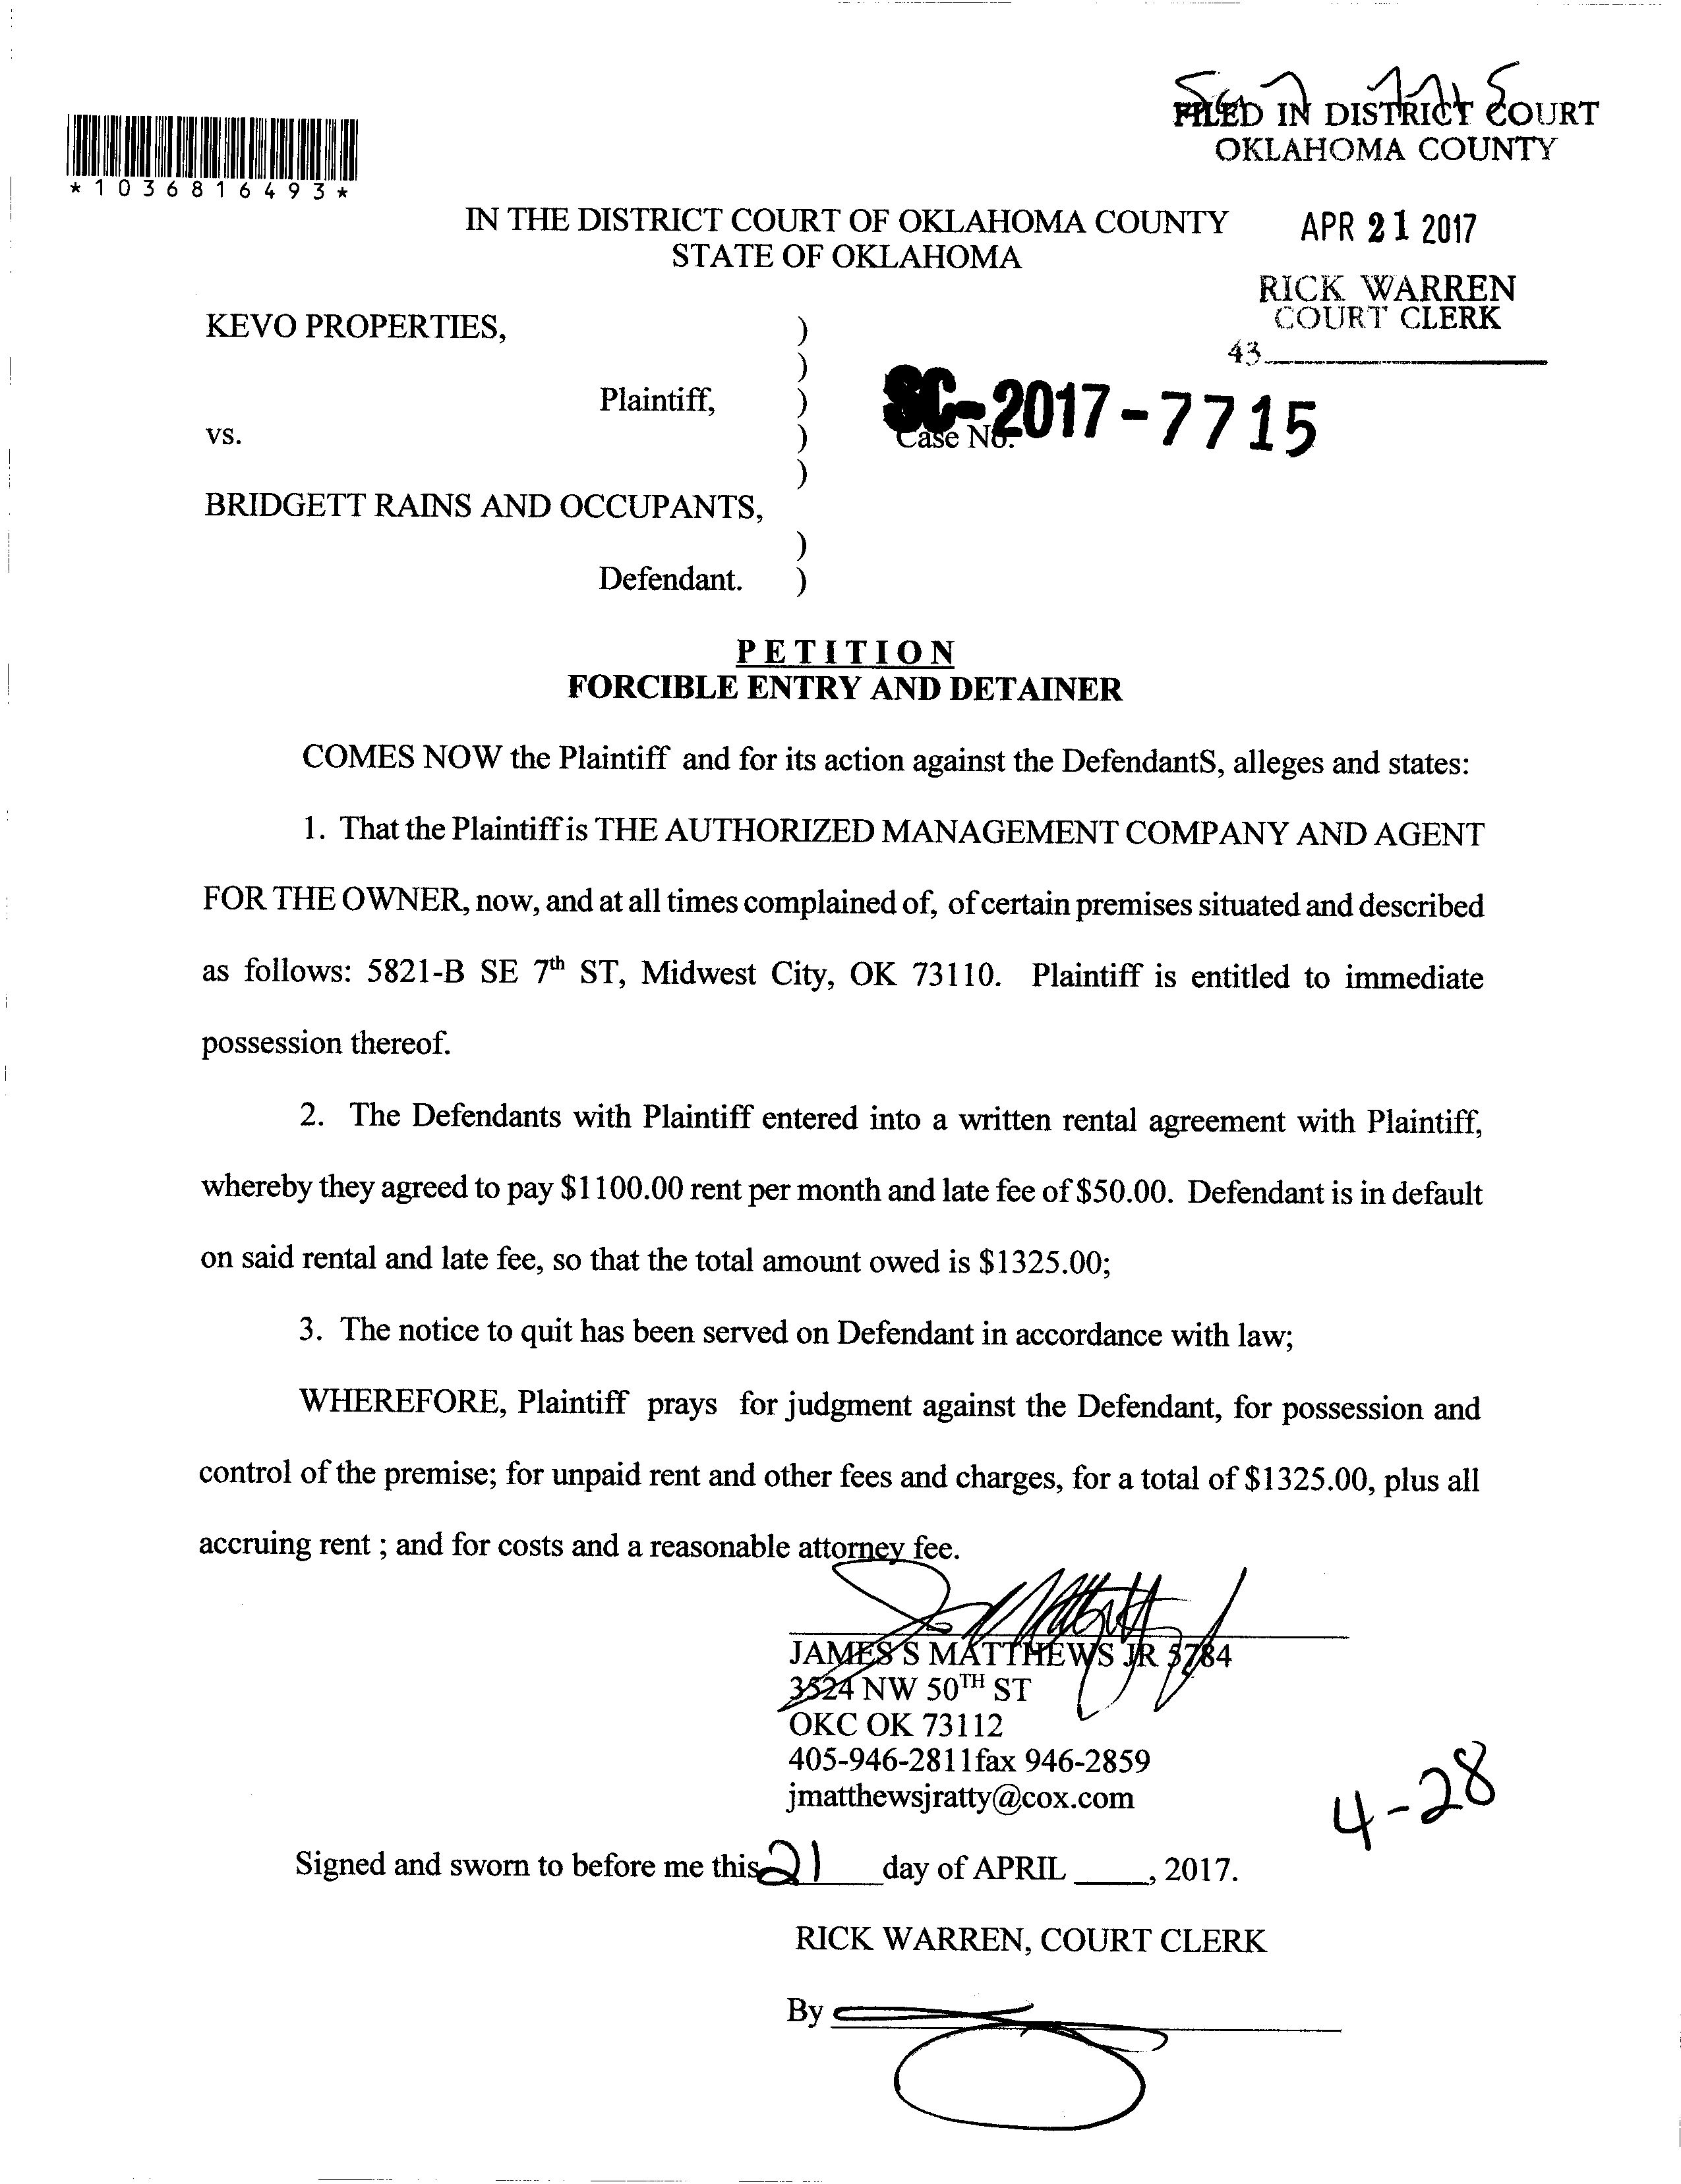 FILED IN DISTRICT COURT
OKLAHOMA COUNTY
*1036816493*
IN THE DISTRICT COURT OF OKLAHOMA COUNTY
STATE OF OKLAHOMA
APR 21 2017
RICK WARREN
COURT CLERK
43
KEVO PROPERTIES, )
)
Plaintiff, )
SC-2017-7715
vs. ) Case No.
)
BRIDGETT RAINS AND OCCUPANTS,
)
Defendant. )
PETITION
FORCIBLE ENTRY AND DETAINER
COMES NOW the Plaintiff and for its action against the DefendantS, alleges and states:
1. That the Plaintiff is THE AUTHORIZED MANAGEMENT COMPANY AND AGENT
FOR THE OWNER, now, and at all times complained of, of certain premises situated and described
as follows: 5821-B SE 7th ST, Midwest City, OK 73110. Plaintiff is entitled to immediate
possession thereof.
2. The Defendants with Plaintiff entered into a written rental agreement with Plaintiff,
whereby they agreed to pay $1100.00 rent per month and late fee of $50.00. Defendant is in default
on said rental and late fee, so that the total amount owed is $1325.00;
3. The notice to quit has been served on Defendant in accordance with law;
WHEREFORE, Plaintiff prays for judgment against the Defendant, for possession and
control of the premise; for unpaid rent and other fees and charges, for a total of $1325.00, plus all
accruing rent ; and for costs and a reasonable attorney fee.
JAMES S MATTHEWS JR 5784
3524 NW 50TH ST
OKC OK 73112
405-946-2811fax 946-2859
jmatthewsjratty@cox.com
4-28
Signed and sworn to before me this 21 day of APRIL ____, 2017.
RICK WARREN, COURT CLERK
By